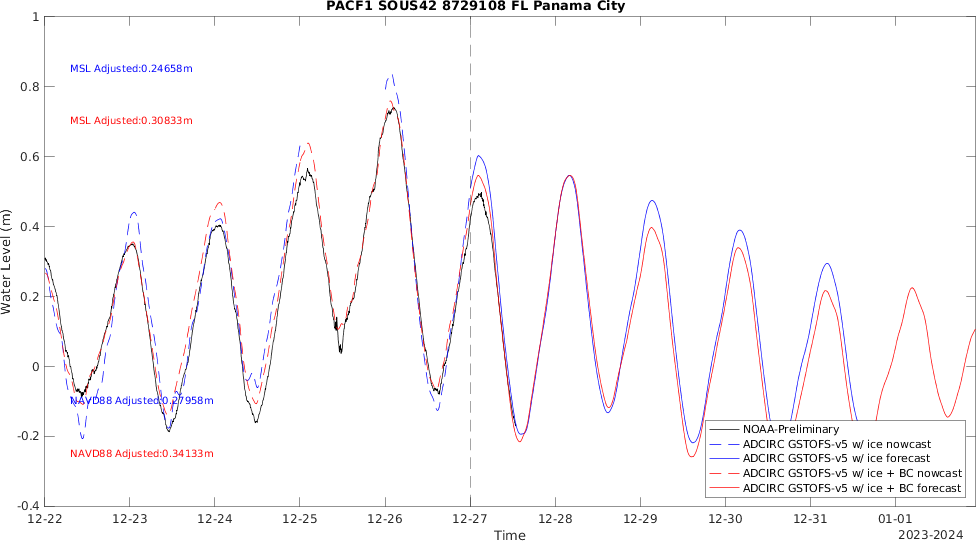 PACF1 SOUS42 8729108 FL Panama City
1
0.8
0.6
0.4
0.2
0
-0.2
-0.4
Water Level (m)
MSL Adjusted:0.24658m
MSL Adjusted:0.30833m
NAVD88 Adjusted:0.27958m
NAVD88 Adjusted:0.34133m
NOAA-Preliminary
ADCIRC GSTOFS-v5 w/ ice nowcast
ADCIRC GSTOFS-v5 w/ ice forecast
ADCIRC GSTOFS-v5 w/ ice + BC nowcast
ADCIRC GSTOFS-v5 w/ ice + BC forecast
12-22 12-23 12-24 12-25 12-26 12-27 12-28 12-29 12-30 12-31 01-01
Time
2023-2024